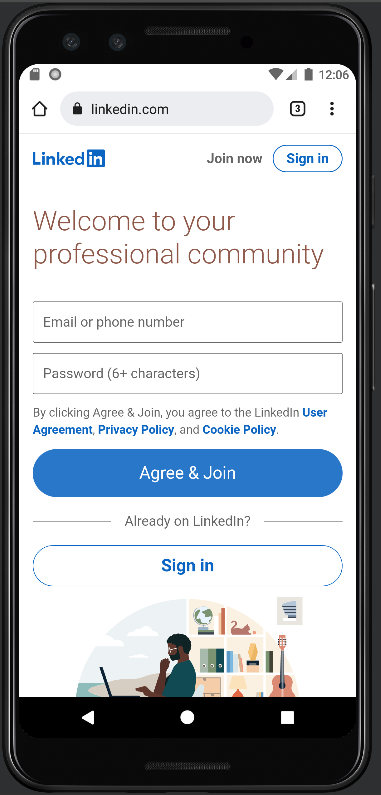 12:06
linkedin.com
3
Linked in
Join now
Sign in
Welcome to your
professional community
Email or phone number
Password (6+ characters)
By clicking Agree & Join, you agree to the LinkedIn User
Agreement, Privacy Policy, and Cookie Policy.
Agree & Join
Already on LinkedIn?
Sign in